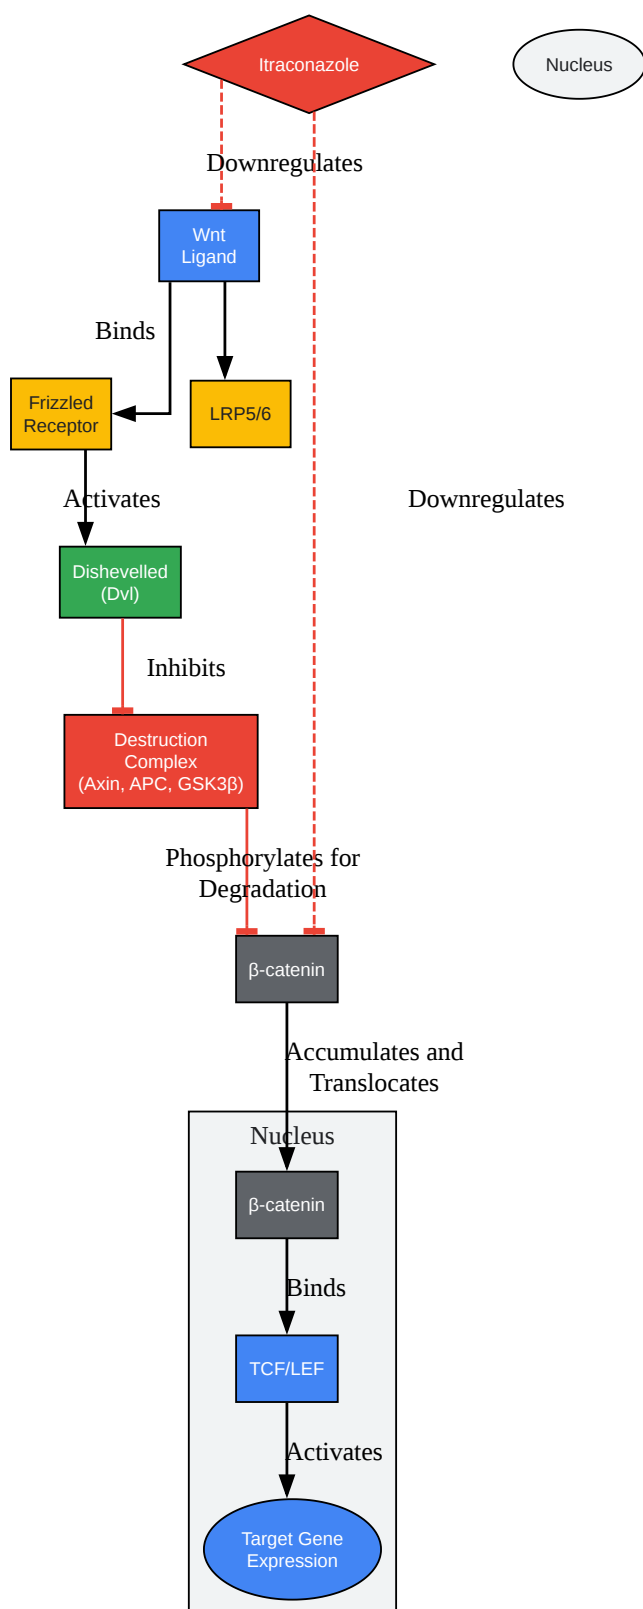 Itraconazole
Nucleus
Downregulates
Wnt
Ligand
Binds
Frizzled
Receptor
LRP5/6
Activates
Downregulates
Dishevelled
(Dvl)
Inhibits
Destruction
Complex
(Axin, APC, GSK3β)
Phosphorylates for
Degradation
β-catenin
Accumulates and
Translocates
Nucleus
β-catenin
Binds
TCF/LEF
Activates
Target Gene
Expression